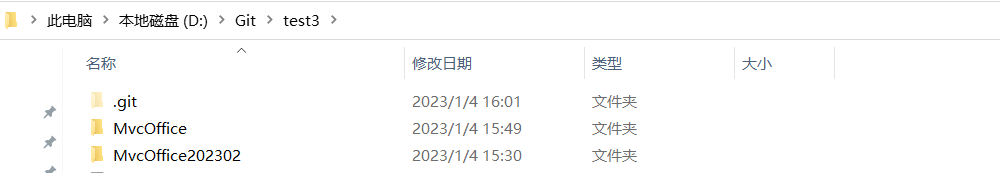 此电脑 > 本地磁盘 (D:) > Git > test3 >
名称 修改日期 类型 大小
.git 2023/1/4 16:01 文件夹
MvcOffice 2023/1/4 15:49 文件夹
MvcOffice202302 2023/1/4 15:30 文件夹